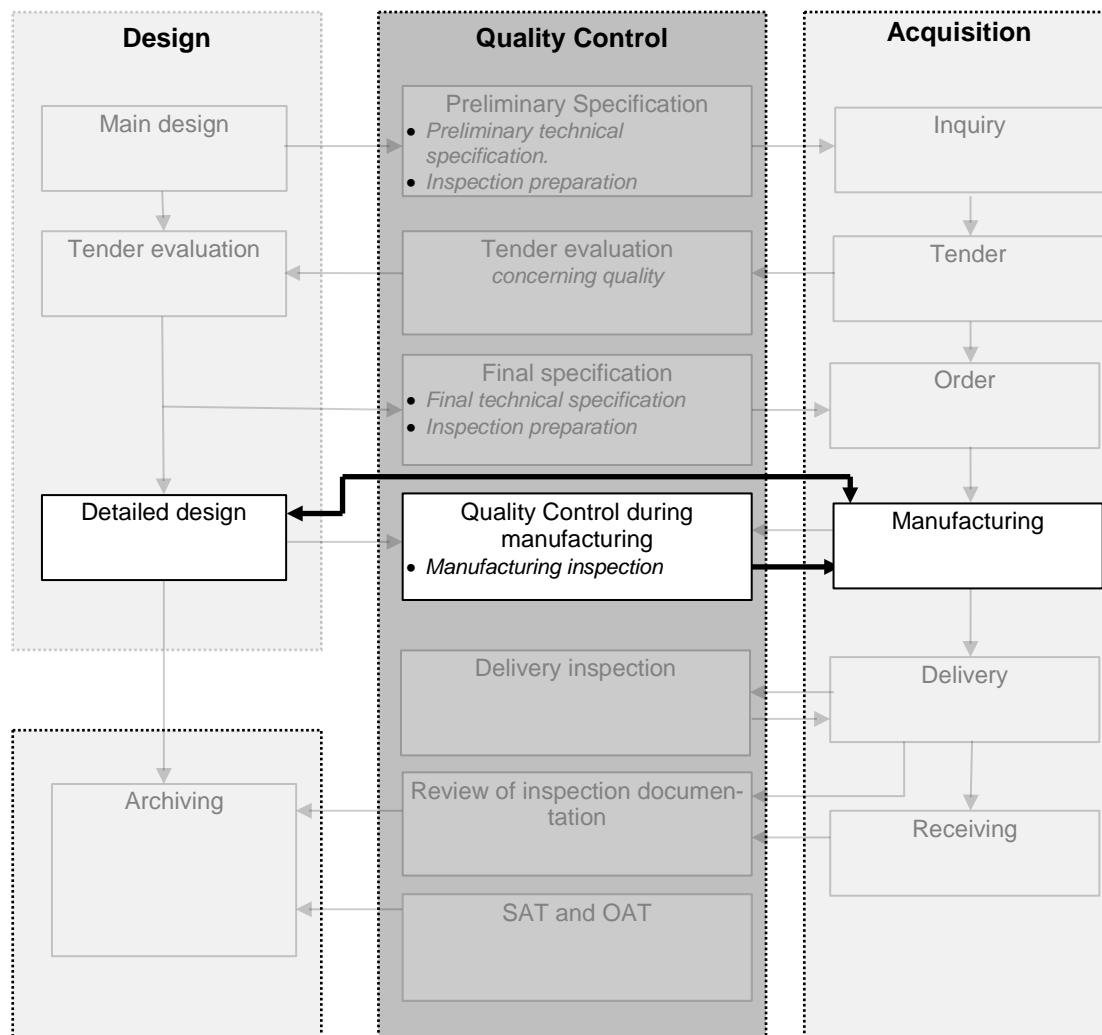 Design
Quality Control
Acquisition
Main design
Preliminary Specification
• Preliminary technical
specification.
• Inspection preparation
Inquiry
Tender evaluation
Tender evaluation
concerning quality
Tender
Final specification
• Final technical specification
• Inspection preparation
Order
Detailed design
Quality Control during
manufacturing
• Manufacturing inspection
Manufacturing
Delivery inspection
Delivery
Archiving
Review of inspection documen-
tation
Receiving
SAT and OAT